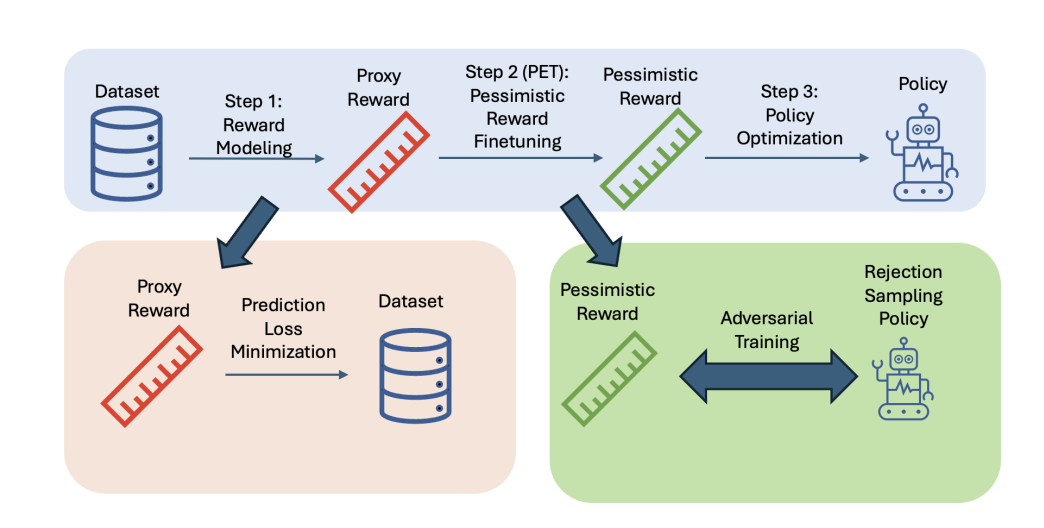 Dataset
Step 1:
Reward
Modeling
Proxy
Reward
Step 2 (PET):
Pessimistic
Reward
Finetuning
Pessimistic
Reward
Step 3:
Policy
Optimization
Policy
Proxy
Reward
Prediction
Loss
Minimization
Dataset
Pessimistic
Reward
Adversarial
Training
Rejection
Sampling
Policy